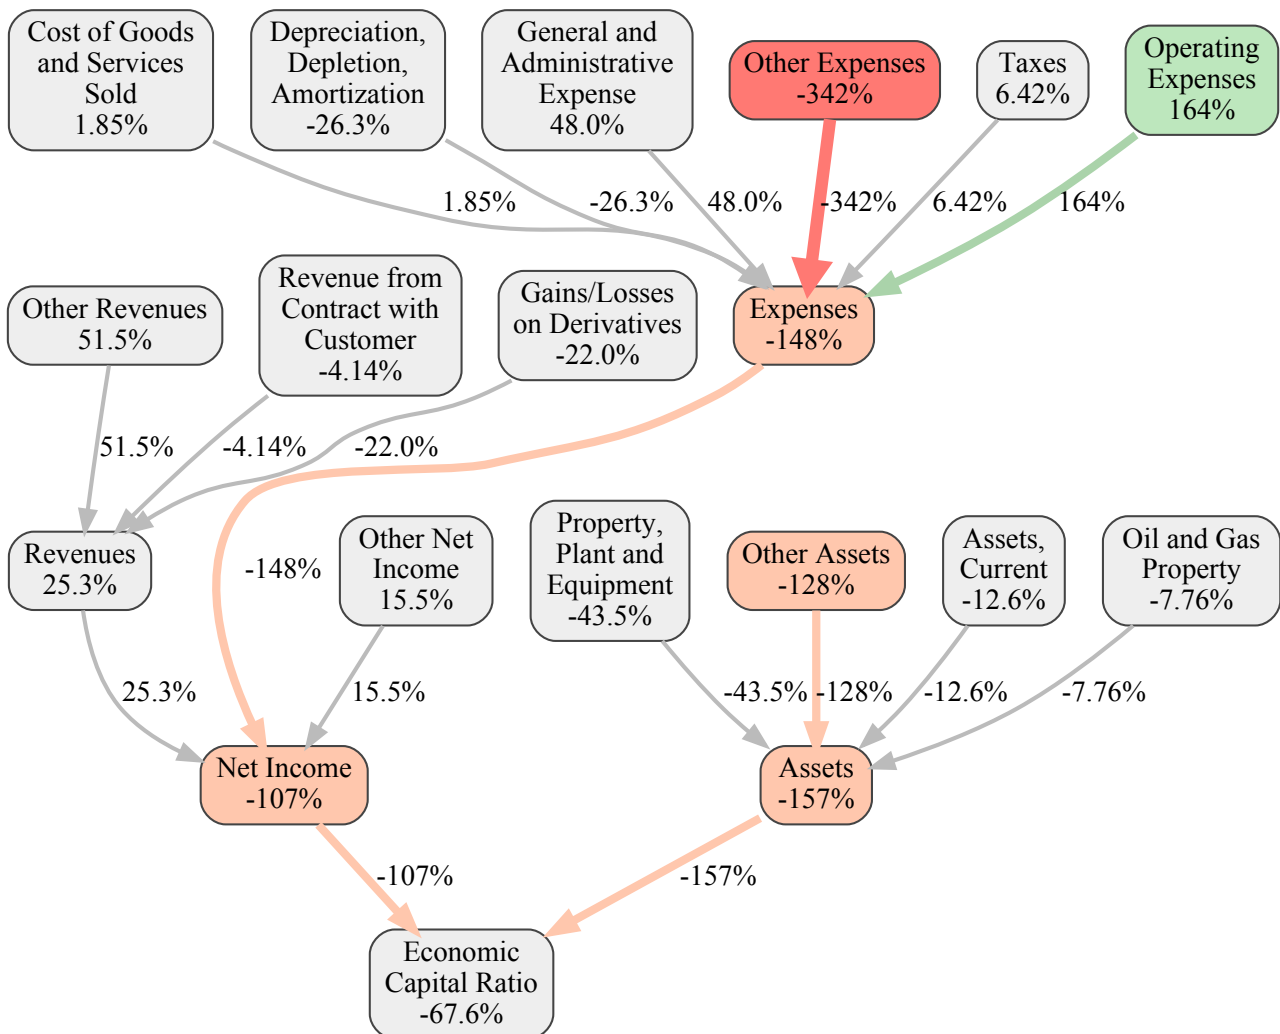 Cost of Goods
and Services
Sold
1.85%
Depreciation,
Depletion,
Amortization
-26.3%
General and
Administrative
Expense
48.0%
Other Expenses
-342%
Taxes
6.42%
Operating
Expenses
164%
1.85%
-26.3%
48.0%
-342%
6.42%
164%
Other Revenues
51.5%
Revenue from
Contract with
Customer
-4.14%
Gains/Losses
on Derivatives
-22.0%
Expenses
-148%
51.5%
-4.14%
-22.0%
Revenues
25.3%
-148%
Other Net
Income
15.5%
Property,
Plant and
Equipment
-43.5%
Other Assets
-128%
Assets,
Current
-12.6%
Oil and Gas
Property
-7.76%
25.3%
15.5%
-43.5%
-128%
-12.6%
-7.76%
Net Income
-107%
Assets
-157%
-107%
-157%
Economic
Capital Ratio
-67.6%